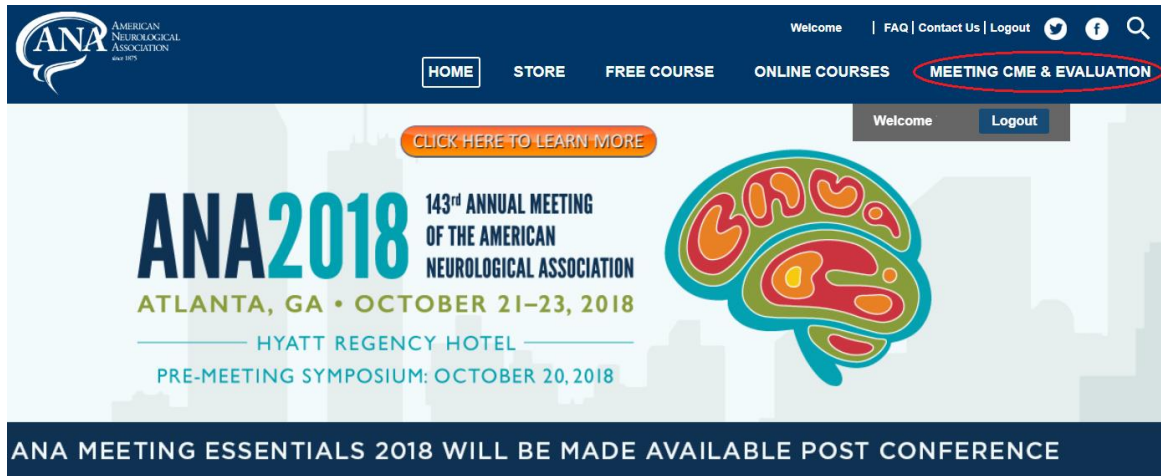 ANA
AMERICAN
NEUROLOGICAL
ASSOCIATION
since 1875
Welcome | FAQ | Contact Us | Logout
HOME STORE FREE COURSE ONLINE COURSES MEETING CME & EVALUATION
Welcome Logout
CLICK HERE TO LEARN MORE
ANA2018
143rd ANNUAL MEETING
OF THE AMERICAN
NEUROLOGICAL ASSOCIATION
ATLANTA, GA • OCTOBER 21–23, 2018
HYATT REGENCY HOTEL
PRE-MEETING SYMPOSIUM: OCTOBER 20, 2018
ANA MEETING ESSENTIALS 2018 WILL BE MADE AVAILABLE POST CONFERENCE